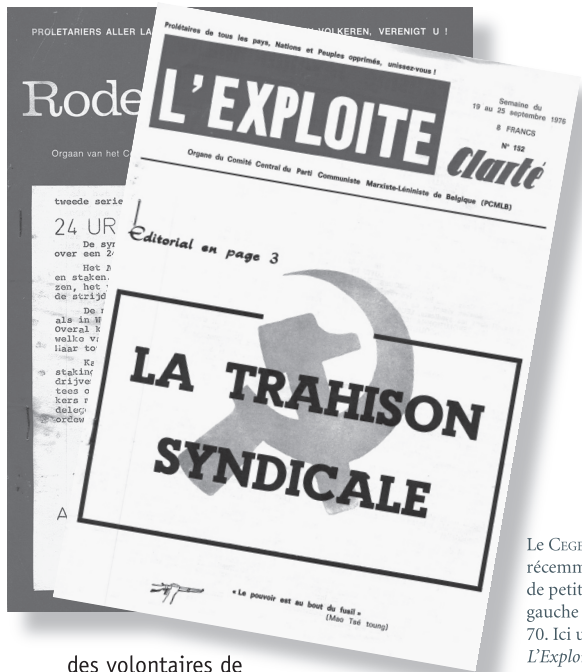 PROLETARIERS ALLER LA
VOLKEREN, VERENIGT U !
Rode
Orgaan van het C
tweede serie
24 UR
De syn
over een 2
Het
en staken
zen, het
de strijd
De
als in W
Overal k
welke va
Haar to
Ka
staking
drijve
tees o
kers
deleg
ordew
A
Prolétaires de tous les pays, Nations et Peuples opprimés, unissez-vous !
L'EXPLOITE
Clarté
Semaine du
19 au 25 septembre 1976
8 FRANCS
N° 152
Organe du Comité Central du Parti Communiste Marxiste-Léniniste de Belgique (PCMLB)
Editorial en page 3
LA TRAHISON
SYNDICALE
« Le pouvoir est au bout du fusil »
(Mao Tsé toung)
Le CEGE
récemm
de petit
gauche
70. Ici u
L'Explo
des volontaires de